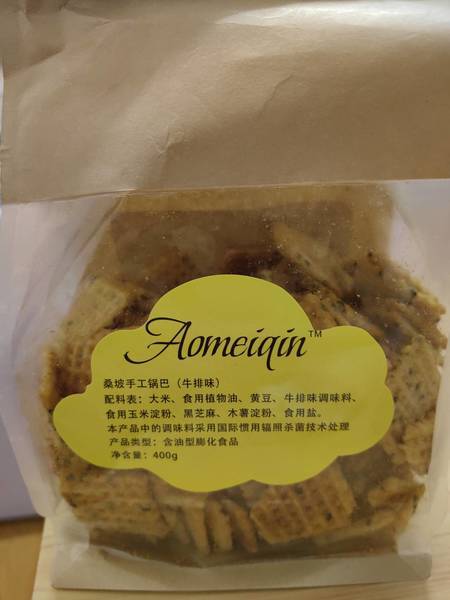 Aomeiqin™
桑坡手工锅巴（牛排味）
配料表：大米、食用植物油、黄豆、牛排味调味料、
食用玉米淀粉、黑芝麻、木薯淀粉、食用盐。
本产品中的调味料采用国际惯用辐照杀菌技术处理
产品类型：含油型膨化食品
净含量：400g